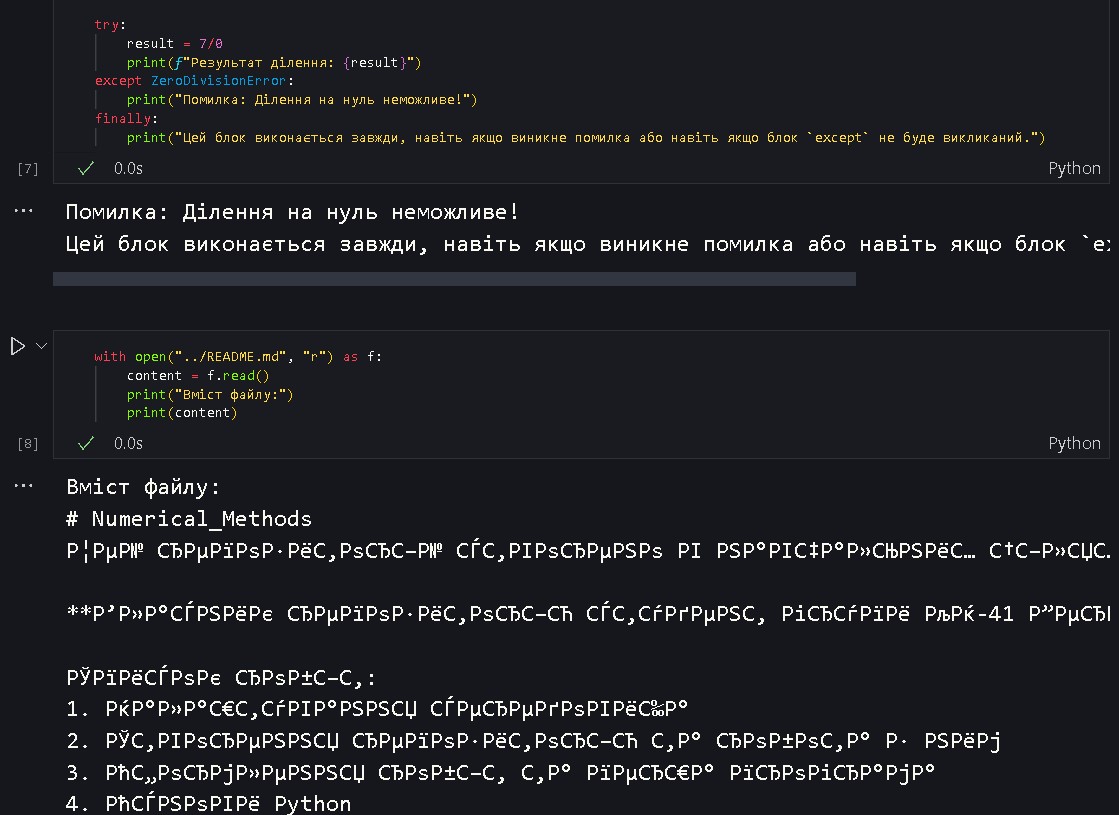 try:
result = 7/0
print(f"Результат ділення: {result}")
except ZeroDivisionError:
print("Помилка: Ділення на нуль неможливе!")
finally:
print("Цей блок виконається завжди, навіть якщо виникне помилка або навіть якщо блок `except` не буде викликаний.")
[7] 0.0s Python
Помилка: Ділення на нуль неможливе!
Цей блок виконається завжди, навіть якщо виникне помилка або навіть якщо блок
with open("../README.md", "r") as f:
content = f.read()
print("Вміст файлу:")
print(content)
[8] 0.0s Python
Вміст файлу:
# Numerical_Methods
Р¦РµР№ СЂРµРїРѕР·РёС‚РѕСЂС–Р№ СЃС‚РІРѕСЂРµРЅРѕ РІ РЅР°РІС‡Р°Р»СЊРЅРёС… С†С–Р»СЏС…
**Р’Р»Р°СЃРЅРёРє СЂРµРїРѕР·РёС‚РѕСЂС–СЋ СЃС‚СѓРґРµРЅС‚, РіСЂСѓРїРё РљРќ-41
РЎРїРёСЃРѕРє СЂРѕР±С–С‚:
1. РќР°Р»Р°С€С‚СѓРІР°РЅРЅСЏ СЃРµСЂРµРґРѕРІРёС‰Р°
2. РЎС‚РІРѕСЂРµРЅРЅСЏ СЂРµРїРѕР·РёС‚РѕСЂС–СЋ С‚Р° СЂРѕР±РѕС‚Р° Р· РЅРёРј
3. РћС„РѕСЂРјР»РµРЅРЅСЏ СЂРѕР±С–С‚ С‚Р° РїРµСЂС€Р° РїСЂРѕРіСЂР°РјР°
4. РћСЃРЅРѕРІРё Python